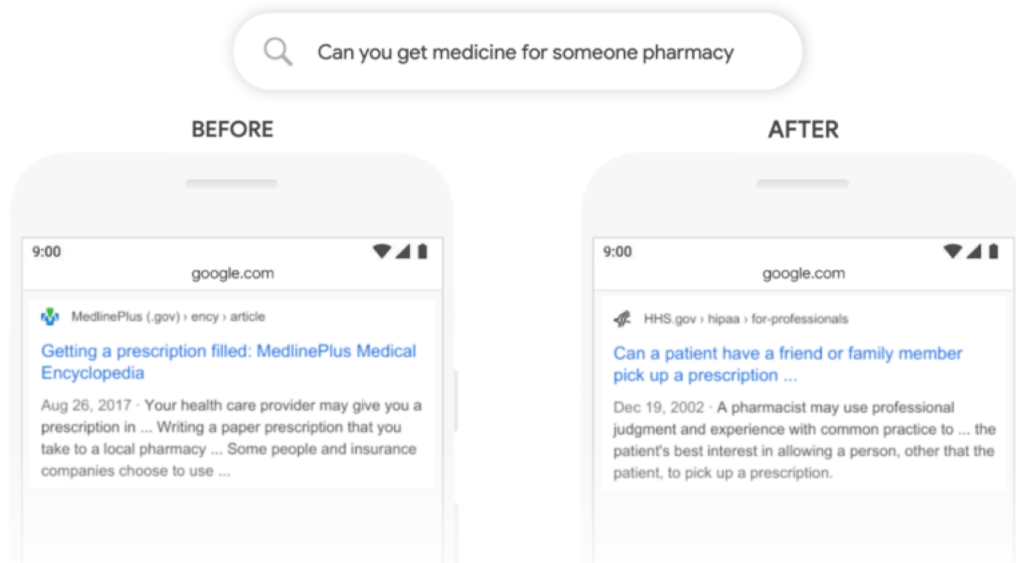 Can you get medicine for someone pharmacy
BEFORE
9:00
google.com
MedlinePlus (.gov) › ency › article
Getting a prescription filled: MedlinePlus Medical
Encyclopedia
Aug 26, 2017 · Your health care provider may give you a
prescription in ... Writing a paper prescription that you
take to a local pharmacy ... Some people and insurance
companies choose to use ...
AFTER
9:00
google.com
HHS.gov › hipaa › for-professionals
Can a patient have a friend or family member
pick up a prescription ...
Dec 19, 2002 · A pharmacist may use professional
judgment and experience with common practice to ... the
patient's best interest in allowing a person, other that the
patient, to pick up a prescription.